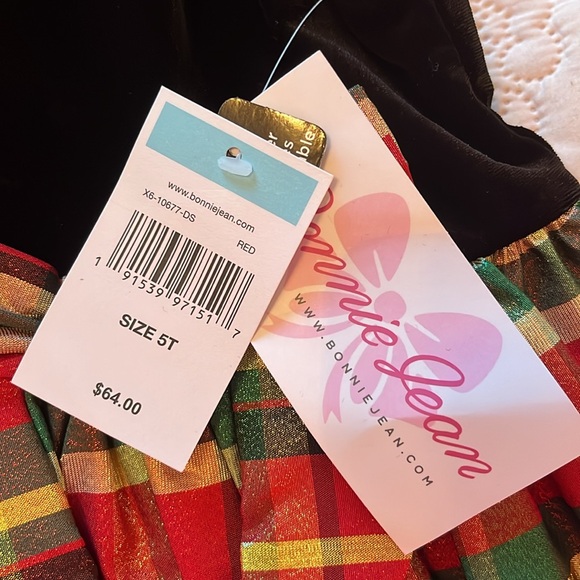 www.bonniejean.com
X6-10677-DS
RED
1 91539 97151 7
SIZE 5T
$64.00
Bonnie Jean
WWW.BONNIEJEAN.COM